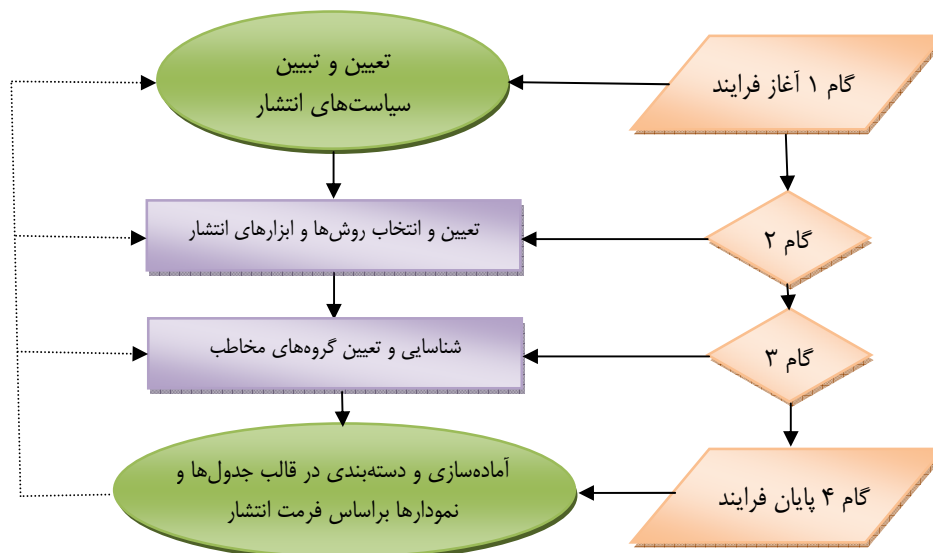 گام ۱ آغاز فرایند
تعیین و تبیین
سیاست‌های انتشار
گام ۲
تعیین و انتخاب روش‌ها و ابزارهای انتشار
گام ۳
شناسایی و تعیین گروه‌های مخاطب
گام ۴ پایان فرایند
آماده‌سازی و دسته‌بندی در قالب جدول‌ها و
نمودارها براساس فرمت انتشار